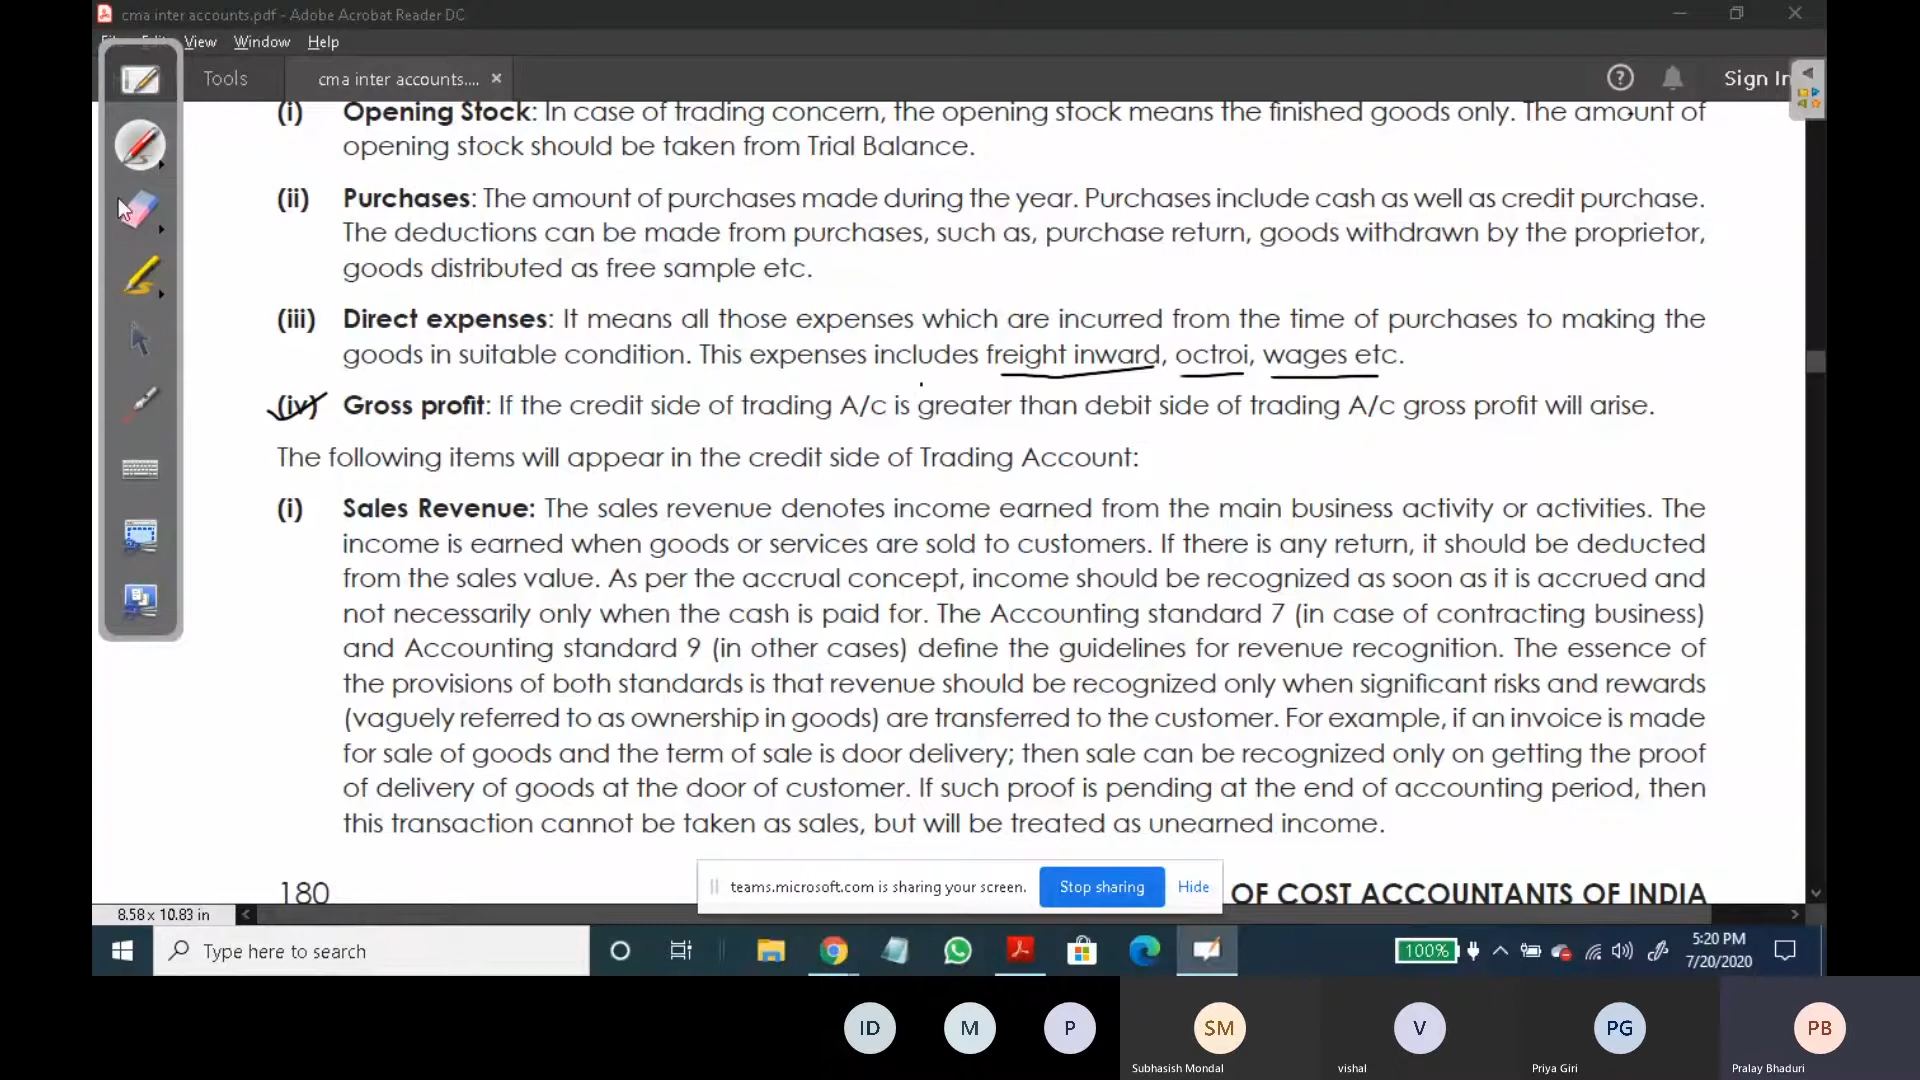 cma inter accounts.pdf - Adobe Acrobat Reader DC
View Window Help
Tools cma inter accounts.... × Sign In
(i) Opening Stock: In case of trading concern, the opening stock means the finished goods only. The amount of
opening stock should be taken from Trial Balance.
(ii) Purchases: The amount of purchases made during the year. Purchases include cash as well as credit purchase.
The deductions can be made from purchases, such as, purchase return, goods withdrawn by the proprietor,
goods distributed as free sample etc.
(iii) Direct expenses: It means all those expenses which are incurred from the time of purchases to making the
goods in suitable condition. This expenses includes freight inward, octroi, wages etc.
(iv) Gross profit: If the credit side of trading A/c is greater than debit side of trading A/c gross profit will arise.
The following items will appear in the credit side of Trading Account:
(i) Sales Revenue: The sales revenue denotes income earned from the main business activity or activities. The
income is earned when goods or services are sold to customers. If there is any return, it should be deducted
from the sales value. As per the accrual concept, income should be recognized as soon as it is accrued and
not necessarily only when the cash is paid for. The Accounting standard 7 (in case of contracting business)
and Accounting standard 9 (in other cases) define the guidelines for revenue recognition. The essence of
the provisions of both standards is that revenue should be recognized only when significant risks and rewards
(vaguely referred to as ownership in goods) are transferred to the customer. For example, if an invoice is made
for sale of goods and the term of sale is door delivery; then sale can be recognized only on getting the proof
of delivery of goods at the door of customer. If such proof is pending at the end of accounting period, then
this transaction cannot be taken as sales, but will be treated as unearned income.
180 OF COST ACCOUNTANTS OF INDIA
teams.microsoft.com is sharing your screen. Stop sharing Hide
8.58 x 10.83 in
Type here to search
100%
5:20 PM
7/20/2020
ID M P SM V PG PB
Subhasish Mondal vishal Priya Giri Pralay Bhaduri